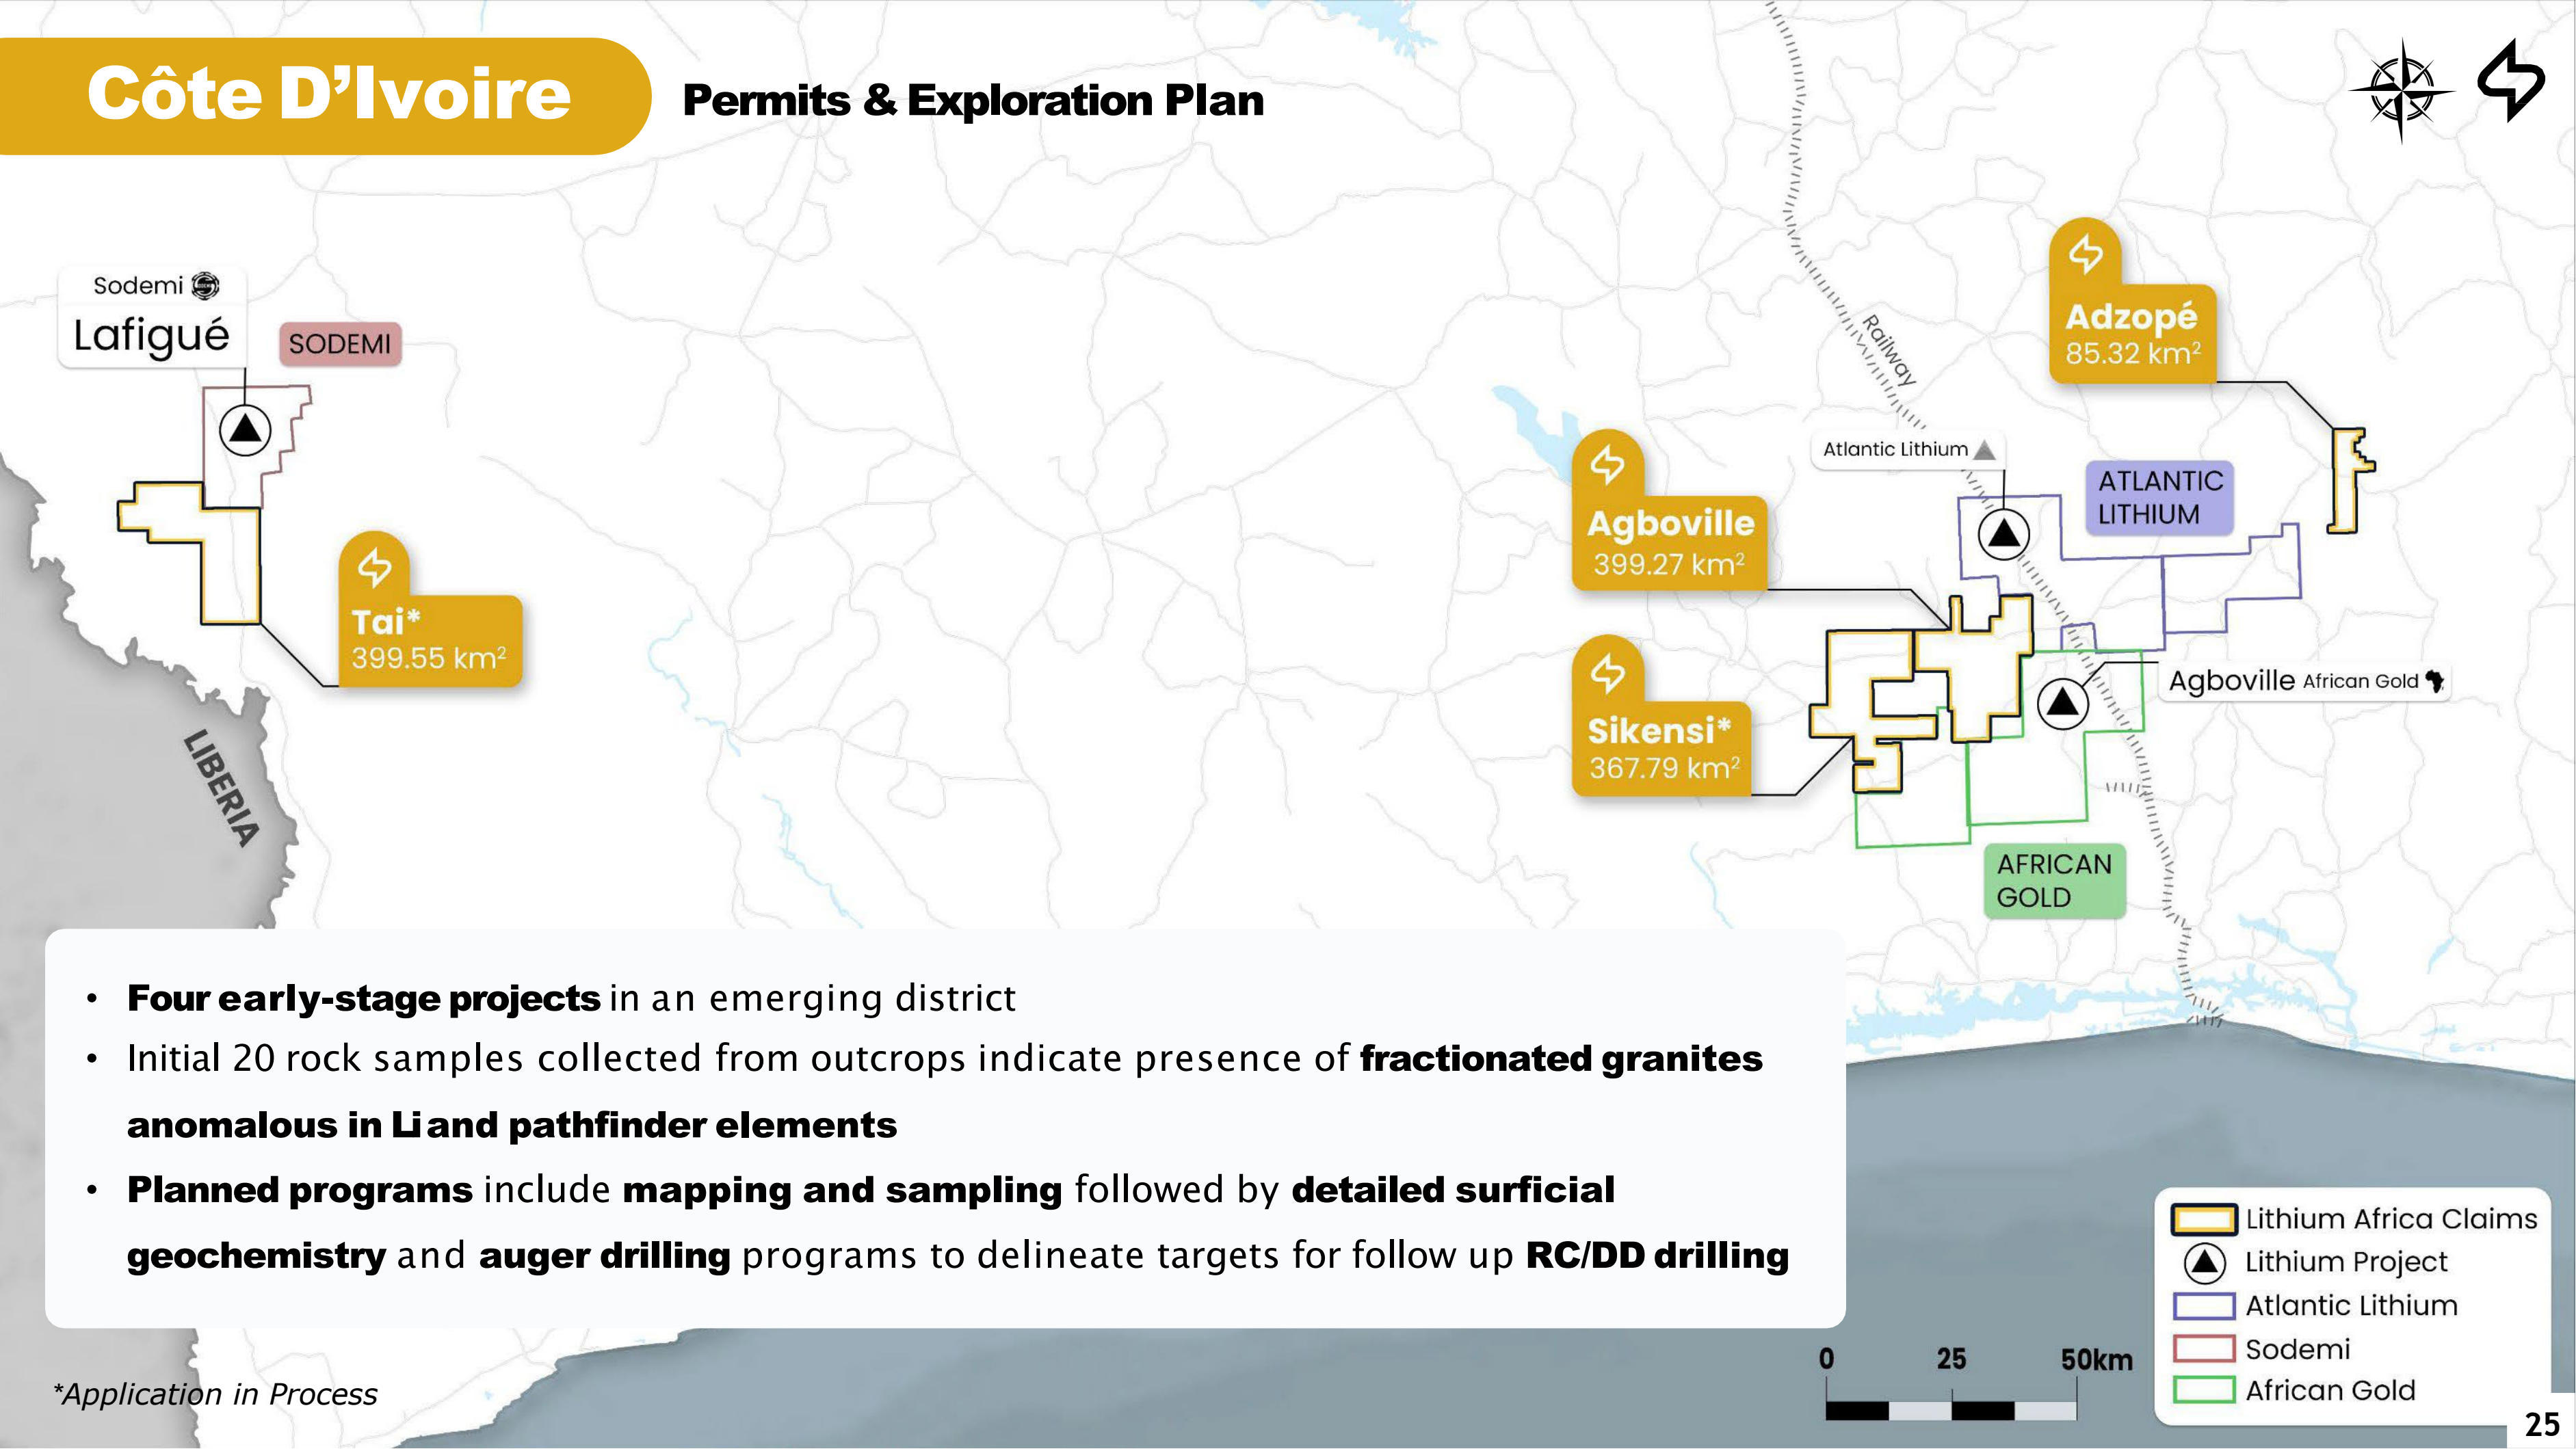 Côte D’Ivoire
Permits & Exploration Plan
Sodemi
Lafigué
SODEMI
Tai*
399.55 km²
LIBERIA
Railway
Adzopé
85.32 km²
Atlantic Lithium
ATLANTIC
LITHIUM
Agboville
399.27 km²
Sikensi*
367.79 km²
Agboville African Gold
AFRICAN
GOLD
• Four early-stage projects in an emerging district
• Initial 20 rock samples collected from outcrops indicate presence of fractionated granites
anomalous in Li and pathfinder elements
• Planned programs include mapping and sampling followed by detailed surficial
geochemistry and auger drilling programs to delineate targets for follow up RC/DD drilling
*Application in Process
0 25 50km
Lithium Africa Claims
Lithium Project
Atlantic Lithium
Sodemi
African Gold
25